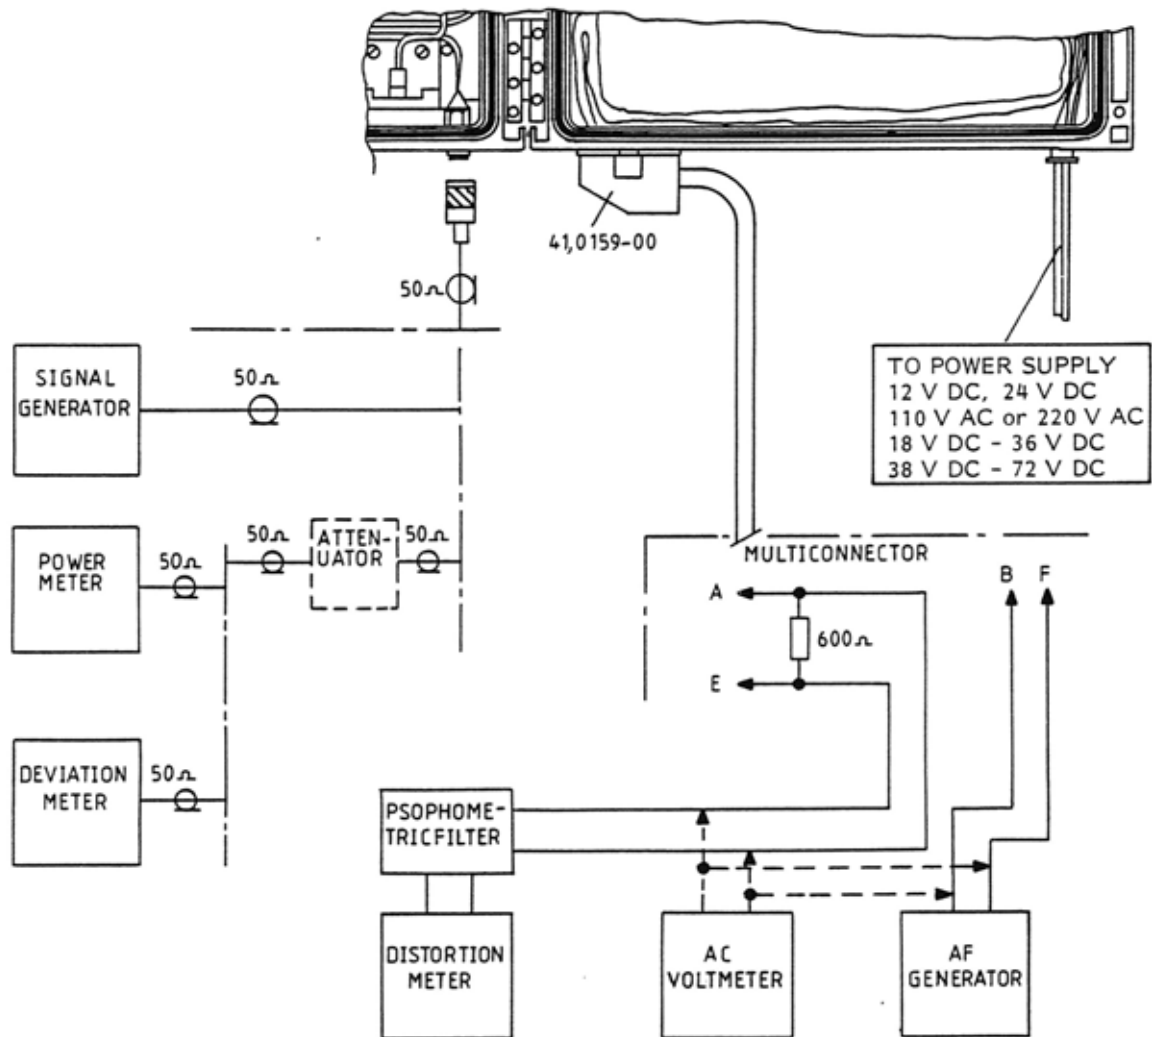 41,0159-00
50Ω
SIGNAL
GENERATOR
50Ω
TO POWER SUPPLY
12 V DC, 24 V DC
110 V AC or 220 V AC
18 V DC - 36 V DC
38 V DC - 72 V DC
POWER
METER
50Ω
50Ω
ATTEN-
UATOR
50Ω
MULTICONNECTOR
A
B F
600Ω
E
DEVIATION
METER
50Ω
PSOPHOME-
TRICFILTER
DISTORTION
METER
AC
VOLTMETER
AF
GENERATOR